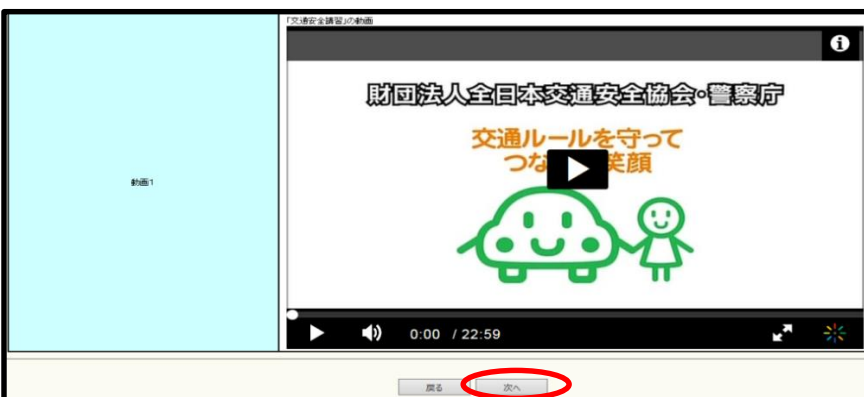 「交通安全講習」の動画
動画1
財団法人全日本交通安全協会・警察庁
交通ルールを守って
つな 笑顔
0:00 / 22:59
戻る 次へ